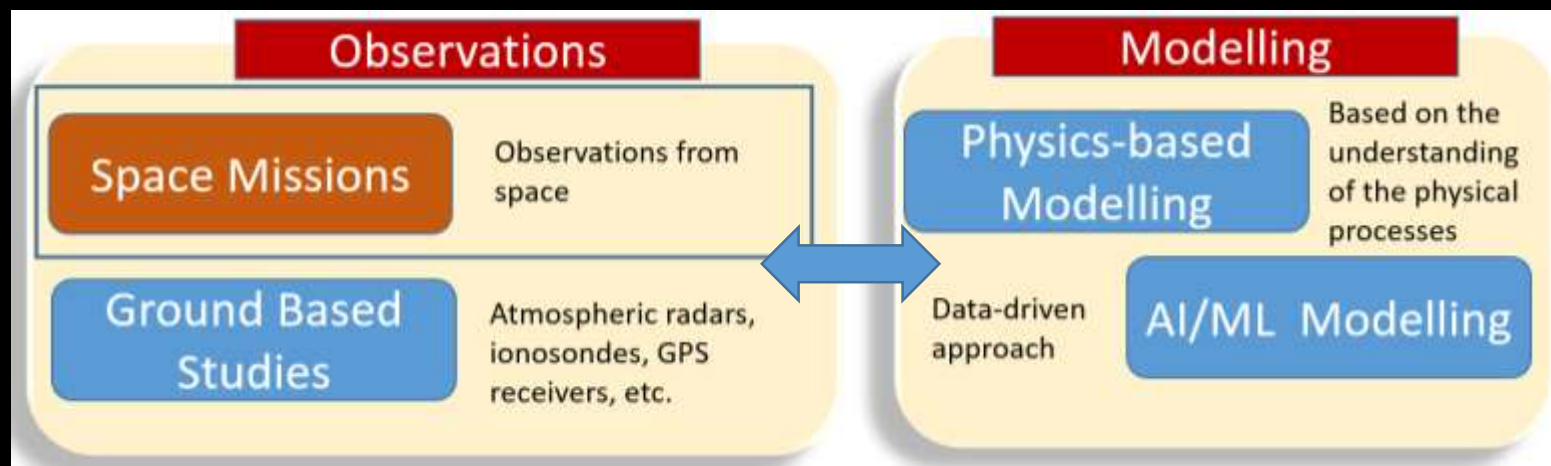 Observations
Space Missions
Observations from
space
Ground Based
Studies
Atmospheric radars,
ionosondes, GPS
receivers, etc.
Modelling
Physics-based
Modelling
Based on the
understanding
of the physical
processes
Data-driven
approach
AI/ML Modelling